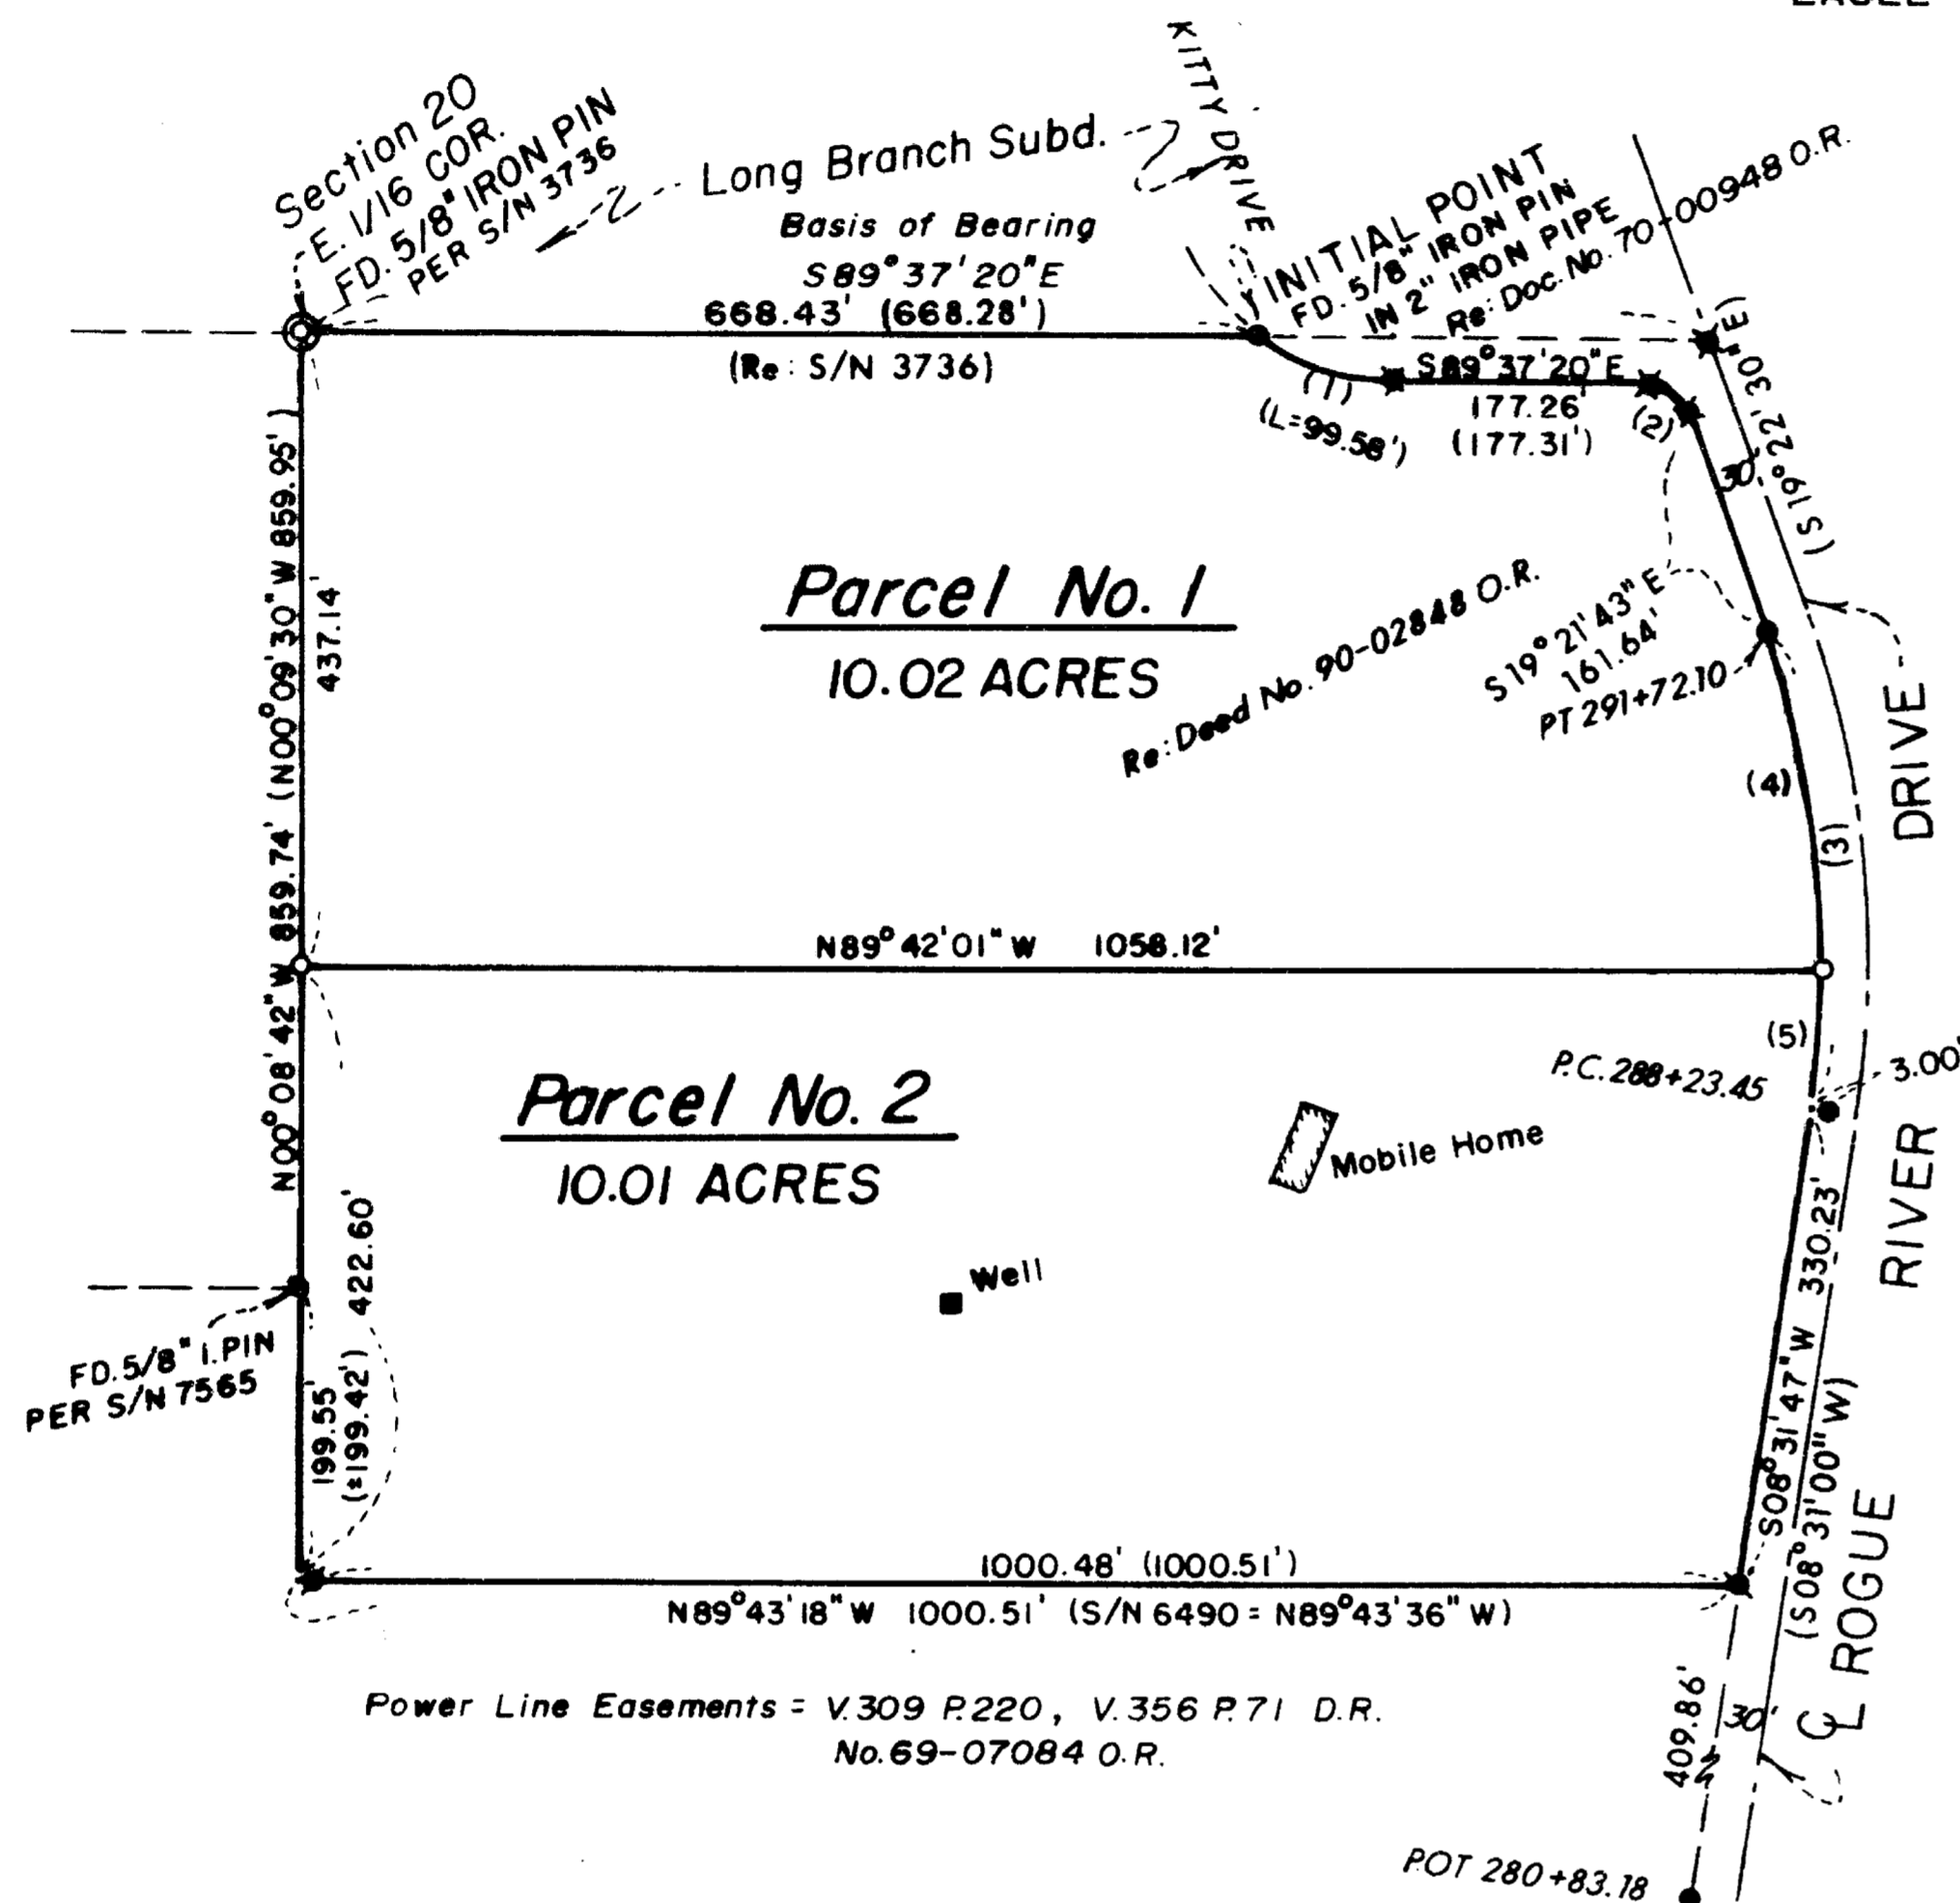 Section 20
E. 1/16 COR.
FD. 5/8" IRON PIN
PER S/N 3736
Long Branch Subd.
KITTY DRIVE
Basis of Bearing
S89°37'20"E
668.43' (668.28')
(Re: S/N 3736)
INITIAL POINT
FD. 5/8" IRON PIN
IN 2" IRON PIPE
Re: Doc. No. 70-00948 O.R.
(1)
(L=99.58')
S89°37'20"E
177.26'
(177.31')
(2)
30'
(S19°22'30"E)
N00°08'42"W 859.74' (N00°09'30"W 859.95')
437.14'
Parcel No. 1
10.02 ACRES
Re: Deed No. 90-02848 O.R.
S19°21'43"E
161.64'
PT 291+72.10
(4)
(3)
N89°42'01"W 1058.12'
(5)
P.C. 288+23.45
3.00'
Parcel No. 2
10.01 ACRES
Mobile Home
Well
422.60'
FD. 5/8" I. PIN
PER S/N 7565
199.55'
(±199.42')
S08°31'47"W 330.23'
(S08°31'00"W)
℄ ROGUE RIVER DRIVE
1000.48' (1000.51')
N89°43'18"W 1000.51' (S/N 6490 = N89°43'36"W)
Power Line Easements = V.309 P.220, V.356 P.71 D.R.
No. 69-07084 O.R.
409.86'
30'
POT 280+83.18